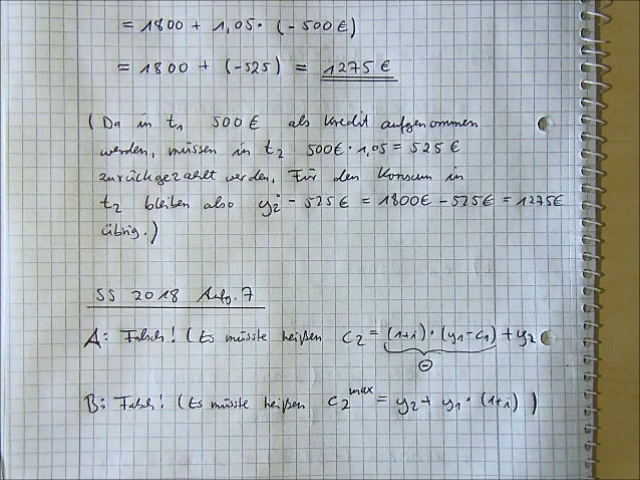 = 1800 + 1,05 · (-500€)
= 1800 + (-525) = 1275€
(Da in t₁ 500€ als Kredit aufgenommen
werden, müssen in t₂ 500€ · 1,05 = 525€
zurückgezahlt werden. Für den Konsum in
t₂ bleiben also y₂ - 525€ = 1800€ - 525€ = 1275€
übrig.)
SS 2018 Aufg. 7
A: Falsch! (Es müsste heißen c₂ = (1+i) · (y₁-c₁) + y₂
⊖
B: Falsch! (Es müsste heißen c₂ᵐᵃˣ = y₂ + y₁ · (1+i))